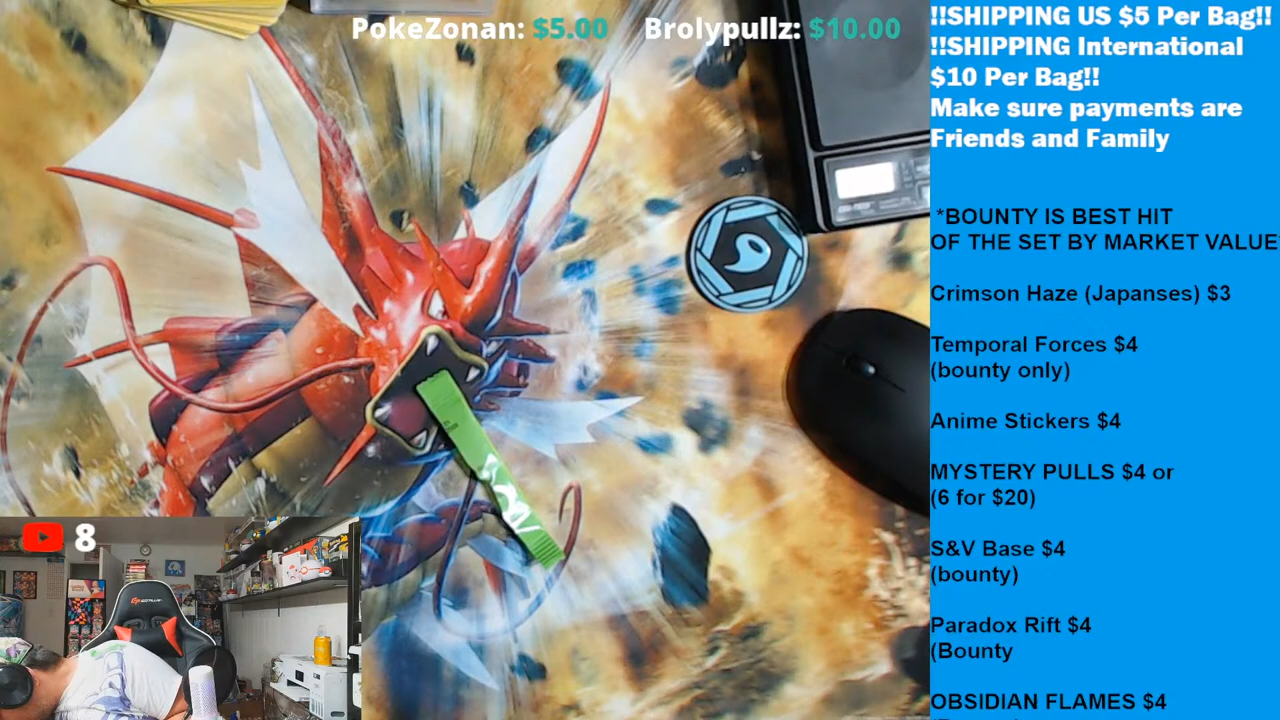 PokeZonan: $5.00 Brolypullz: $10.00
!!SHIPPING US $5 Per Bag!!
!!SHIPPING International
$10 Per Bag!!
Make sure payments are
Friends and Family
*BOUNTY IS BEST HIT
OF THE SET BY MARKET VALUE
Crimson Haze (Japanses) $3
Temporal Forces $4
(bounty only)
Anime Stickers $4
MYSTERY PULLS $4 or
(6 for $20)
S&V Base $4
(bounty)
Paradox Rift $4
(Bounty
OBSIDIAN FLAMES $4
8